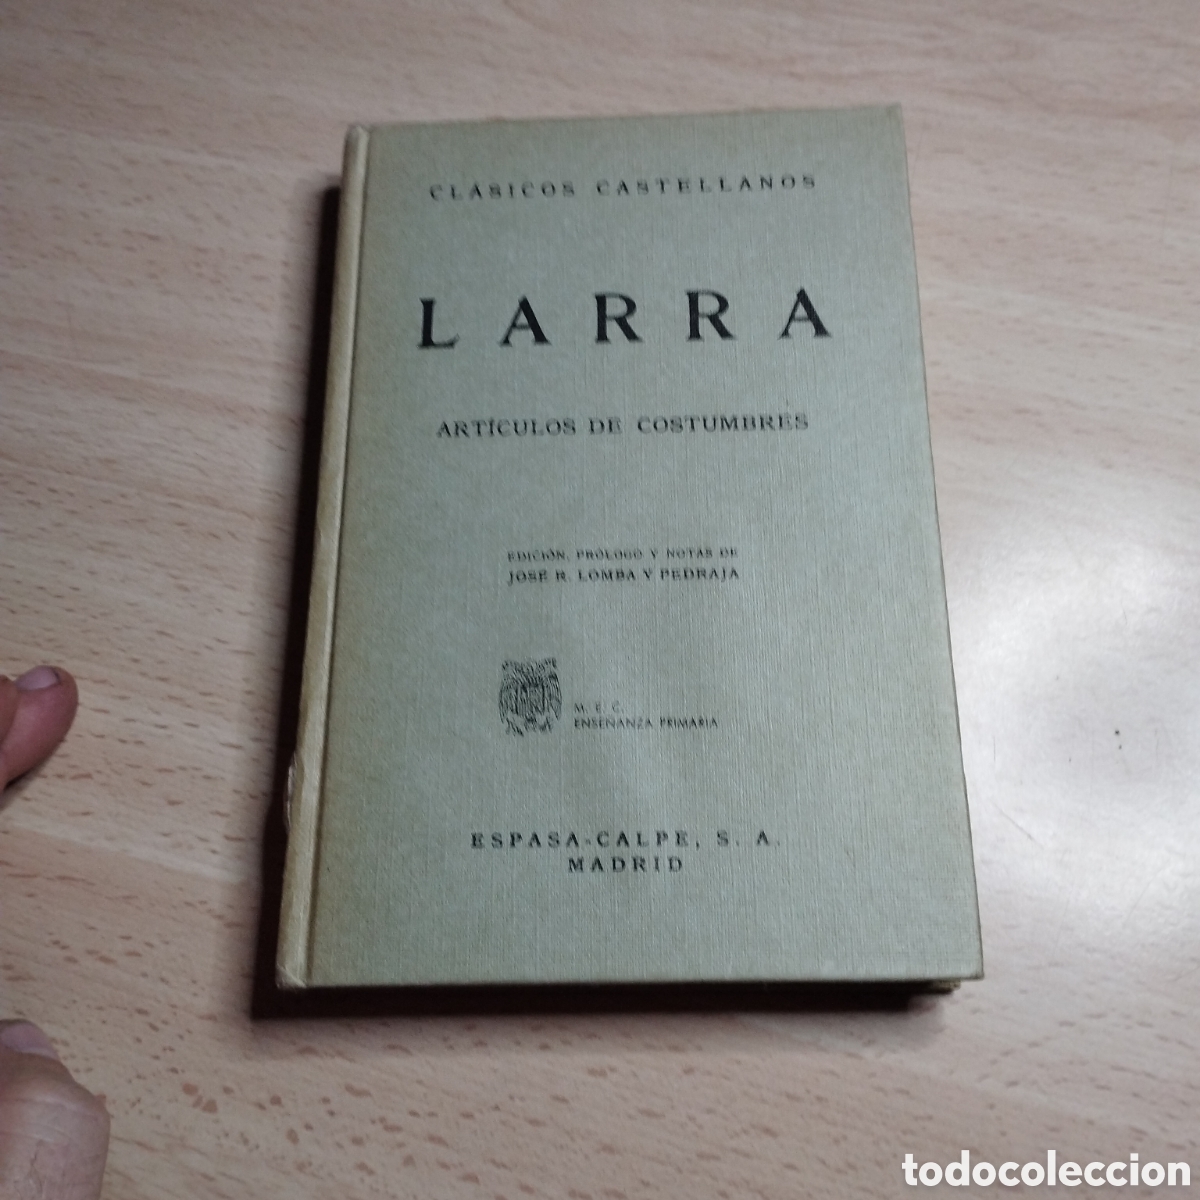 CLÁSICOS CASTELLANOS
LARRA
ARTÍCULOS DE COSTUMBRES
EDICIÓN, PRÓLOGO Y NOTAS DE
JOSÉ R. LOMBA Y PEDRAJA
M. E. C.
ENSEÑANZA PRIMARIA
ESPASA-CALPE, S. A.
MADRID
todocoleccion